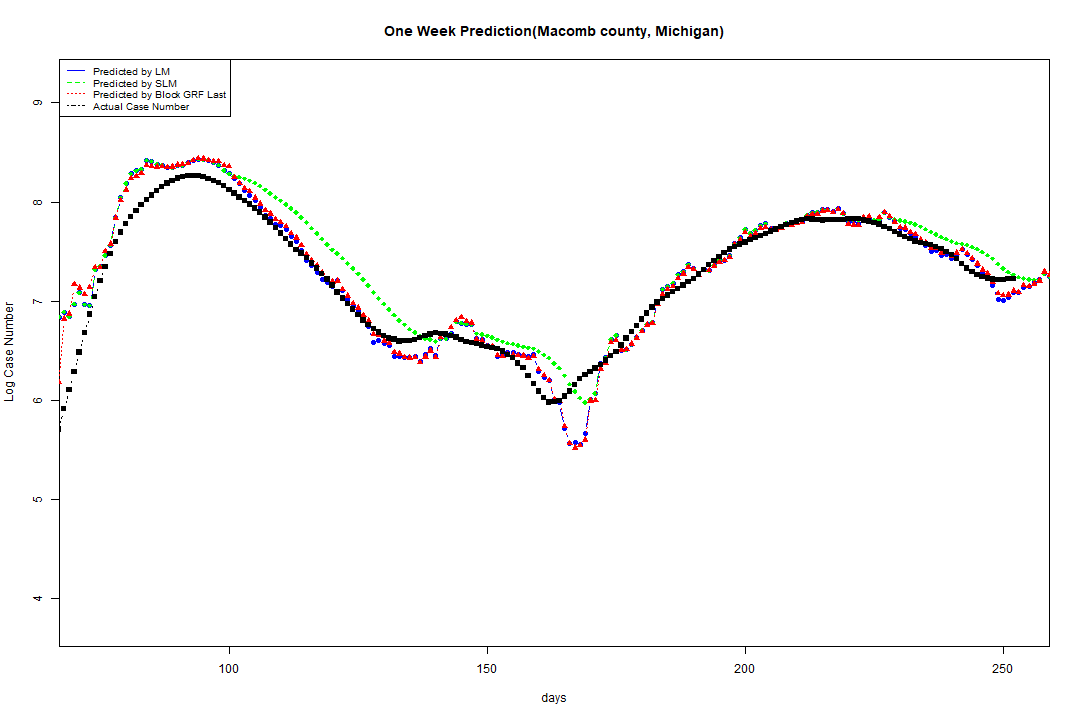 One Week Prediction(Macomb county, Michigan)
Predicted by LM
Predicted by SLM
Predicted by Block GRF Last
Actual Case Number
9
8
7
6
5
4
Log Case Number
100 150 200 250
days